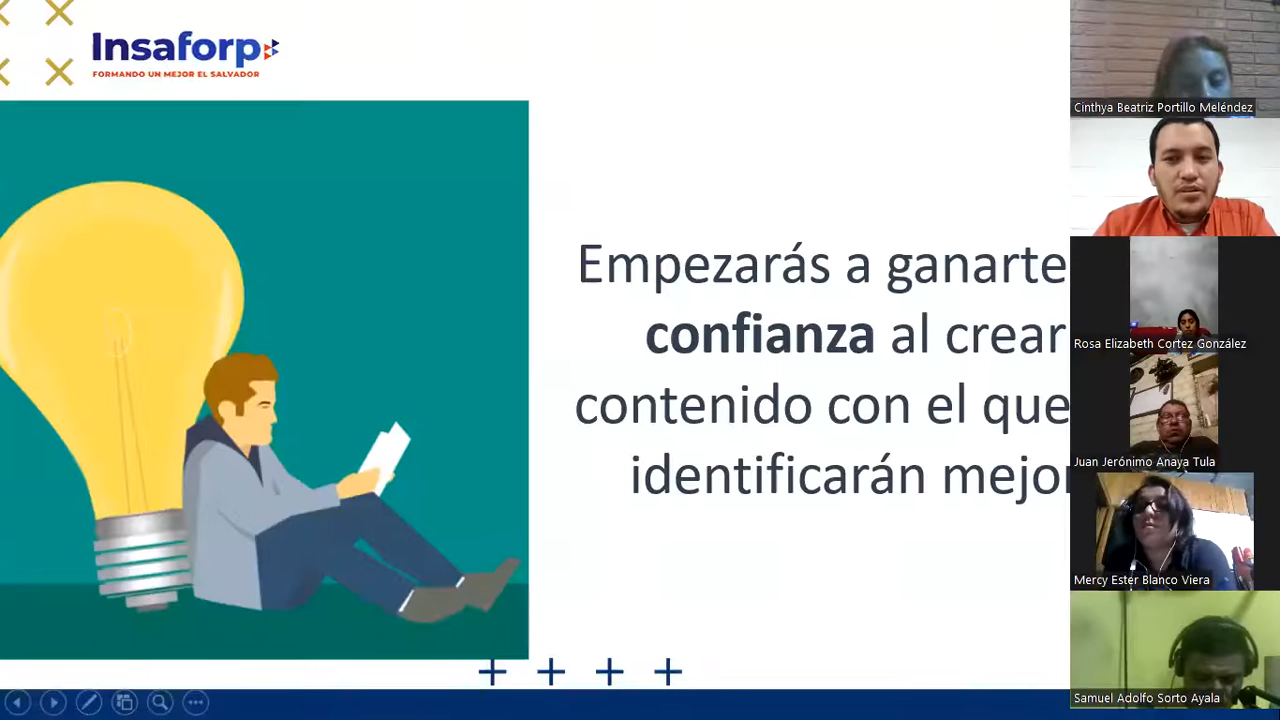 Insaforp
FORMANDO UN MEJOR EL SALVADOR
Empezarás a ganarte
confianza al crear
contenido con el que
identificarán mejor
Cinthya Beatriz Portillo Meléndez
Rosa Elizabeth Cortez González
Juan Jerónimo Anaya Tula
Mercy Ester Blanco Viera
Samuel Adolfo Sorto Ayala